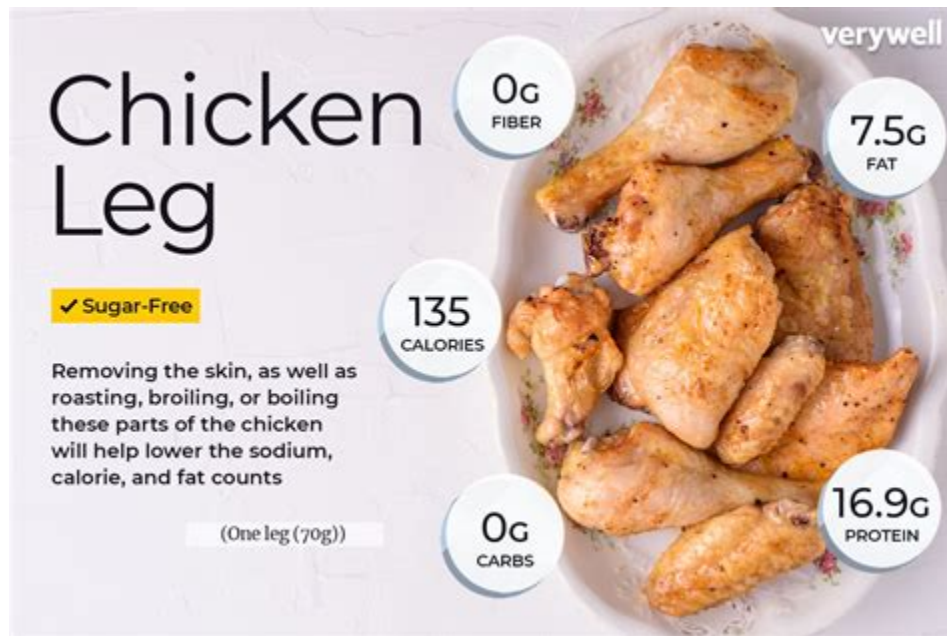 verywell
Chicken
Leg
✓ Sugar-Free
Removing the skin, as well as
roasting, broiling, or boiling
these parts of the chicken
will help lower the sodium,
calorie, and fat counts
(One leg (70g))
0G
FIBER
7.5G
FAT
135
CALORIES
0G
CARBS
16.9G
PROTEIN